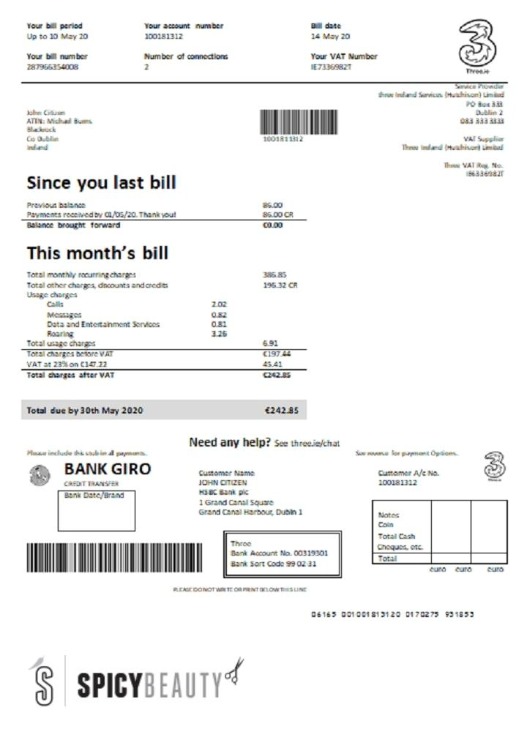 Your bill period
Up to 10 May 20
Your account number
100181312
Bill date
14 May 20
Your bill number
287966354008
Number of connections
2
Your VAT Number
IE7336982T
Three.ie
Service Provider
three Ireland Services (Hutchison) Limited
PO Box 333
Dublin 2
083 333 3333
John Citizen
ATTN: Michael Burns
Blackrock
Co Dublin
Ireland
1001811312
VAT Supplier
Three Ireland (Hutchison) Limited
Three VAT Reg. No.
IE6336982T
Since you last bill
Previous balance 86.00
Payments received by 01/05/20. Thank you! 86.00 CR
Balance brought forward €0.00
This month's bill
Total monthly recurring charges 386.85
Total other charges, discounts and credits 196.32 CR
Usage charges
Calls 2.02
Messages 0.82
Data and Entertainment Services 0.81
Roaring 3.26
Total usage charges 6.91
Total charges before VAT €197.44
VAT at 23% on €147.22 45.41
Total charges after VAT €242.85
Total due by 30th May 2020 €242.85
Need any help? See three.ie/chat
Please include this stub in all payments.
See reverse for payment Options.
BANK GIRO
CREDIT TRANSFER
Bank Date/Brand
Customer Name
JOHN CITIZEN
HSBC Bank plc
1 Grand Canal Square
Grand Canal Harbour, Dublin 1
Customer A/c No.
100181312
Three
Bank Account No. 00319301
Bank Sort Code 99 02 31
Notes
Coin
Total Cash
Cheques, etc.
Total
euro euro euro
PLEASE DO NOT WRITE OR PRINT BELOW THIS LINE
06165 001001813120 0170275 931853
SPICYBEAUTY